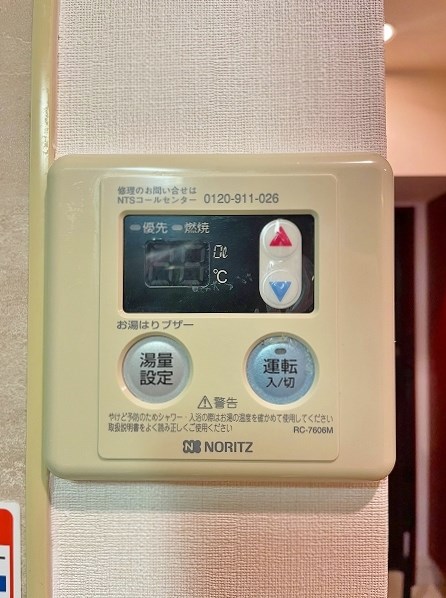 修理のお問い合せは
NTSコールセンター 0120-911-026
優先 燃焼
0ℓ
℃
お湯はりブザー
湯量設定
運転入/切
警告
やけど予防のためシャワー・入浴の際はお湯の温度を確かめて使用してください
取扱説明書をよく読み正しくご使用ください
RC-7606M
NORITZ